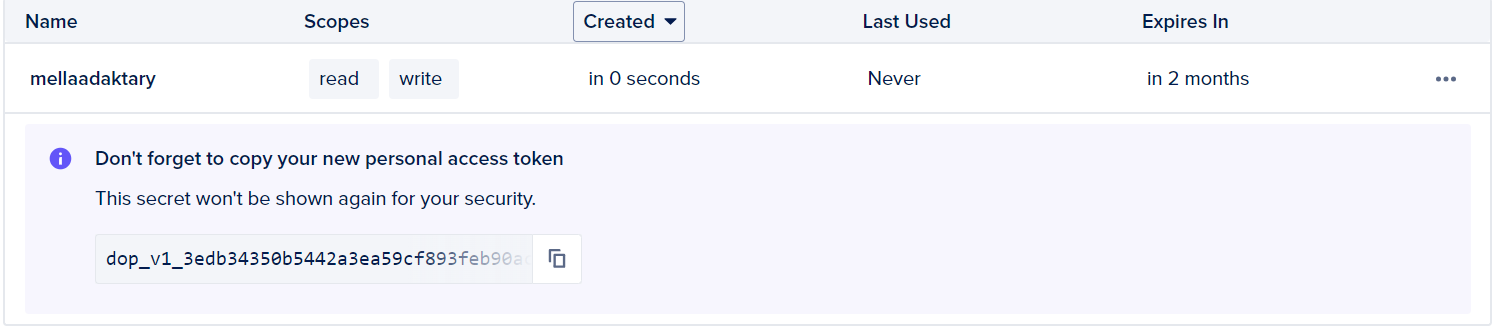 Name Scopes Created Last Used Expires In
mellaadaktary read write in 0 seconds Never in 2 months
Don't forget to copy your new personal access token
This secret won't be shown again for your security.
dop_v1_3edb34350b5442a3ea59cf893feb90a